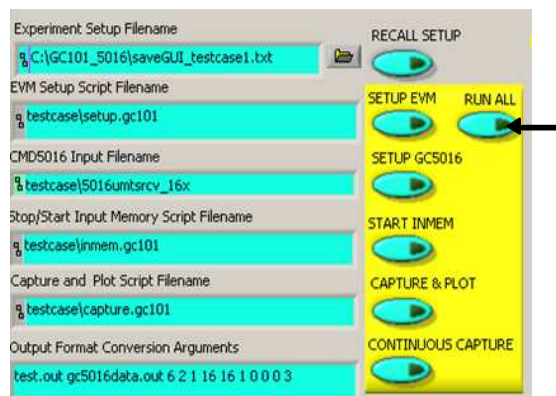 Experiment Setup Filename
RECALL SETUP
C:\GC101_5016\saveGUI_testcase1.txt
EVM Setup Script Filename
SETUP EVM RUN ALL
testcase\setup.gc101
CMD5016 Input Filename
SETUP GC5016
testcase\5016umtsrcv_16x
Stop/Start Input Memory Script Filename
START INMEM
testcase\inmem.gc101
Capture and Plot Script Filename
CAPTURE & PLOT
testcase\capture.gc101
Output Format Conversion Arguments
CONTINUOUS CAPTURE
test.out gc5016data.out 6 2 1 16 16 1 0 0 0 3